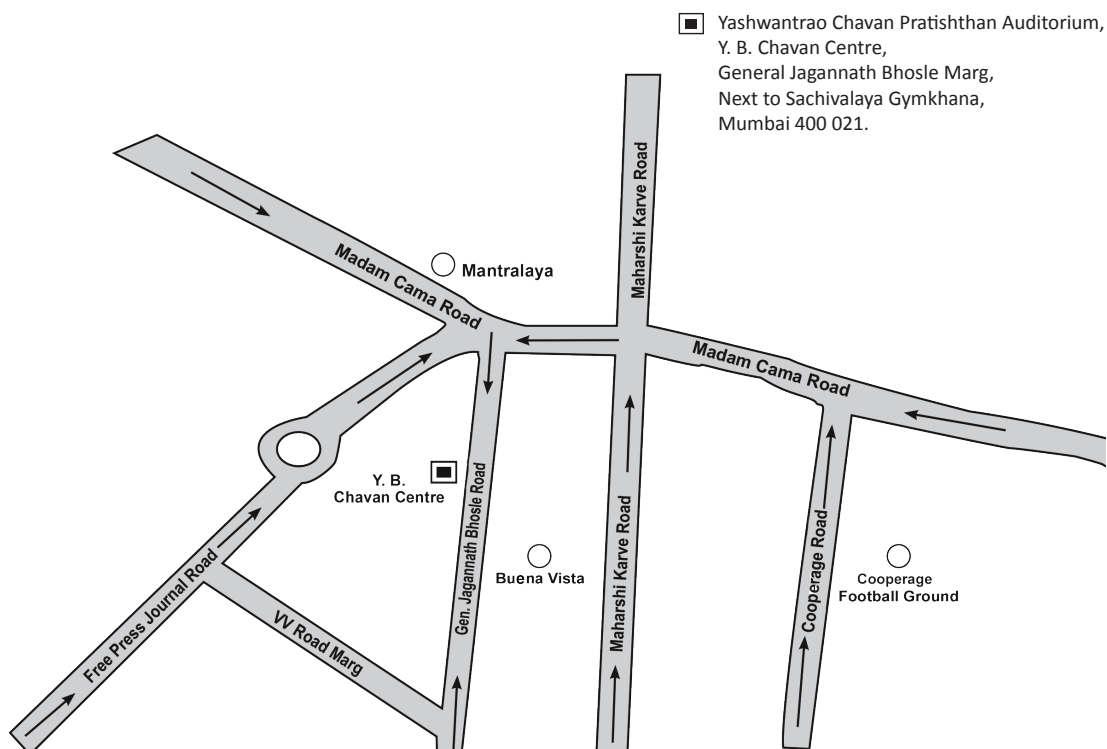 Yashwantrao Chavan Pratishthan Auditorium,
Y. B. Chavan Centre,
General Jagannath Bhosle Marg,
Next to Sachivalaya Gymkhana,
Mumbai 400 021.
Maharshi Karve Road
Madam Cama Road
Mantralaya
Madam Cama Road
Y. B.
Chavan Centre
Gen. Jagannath Bhosle Road
Buena Vista
Maharshi Karve Road
Cooperage Road
Cooperage
Football Ground
Free Press Journal Road
VV Road Marg